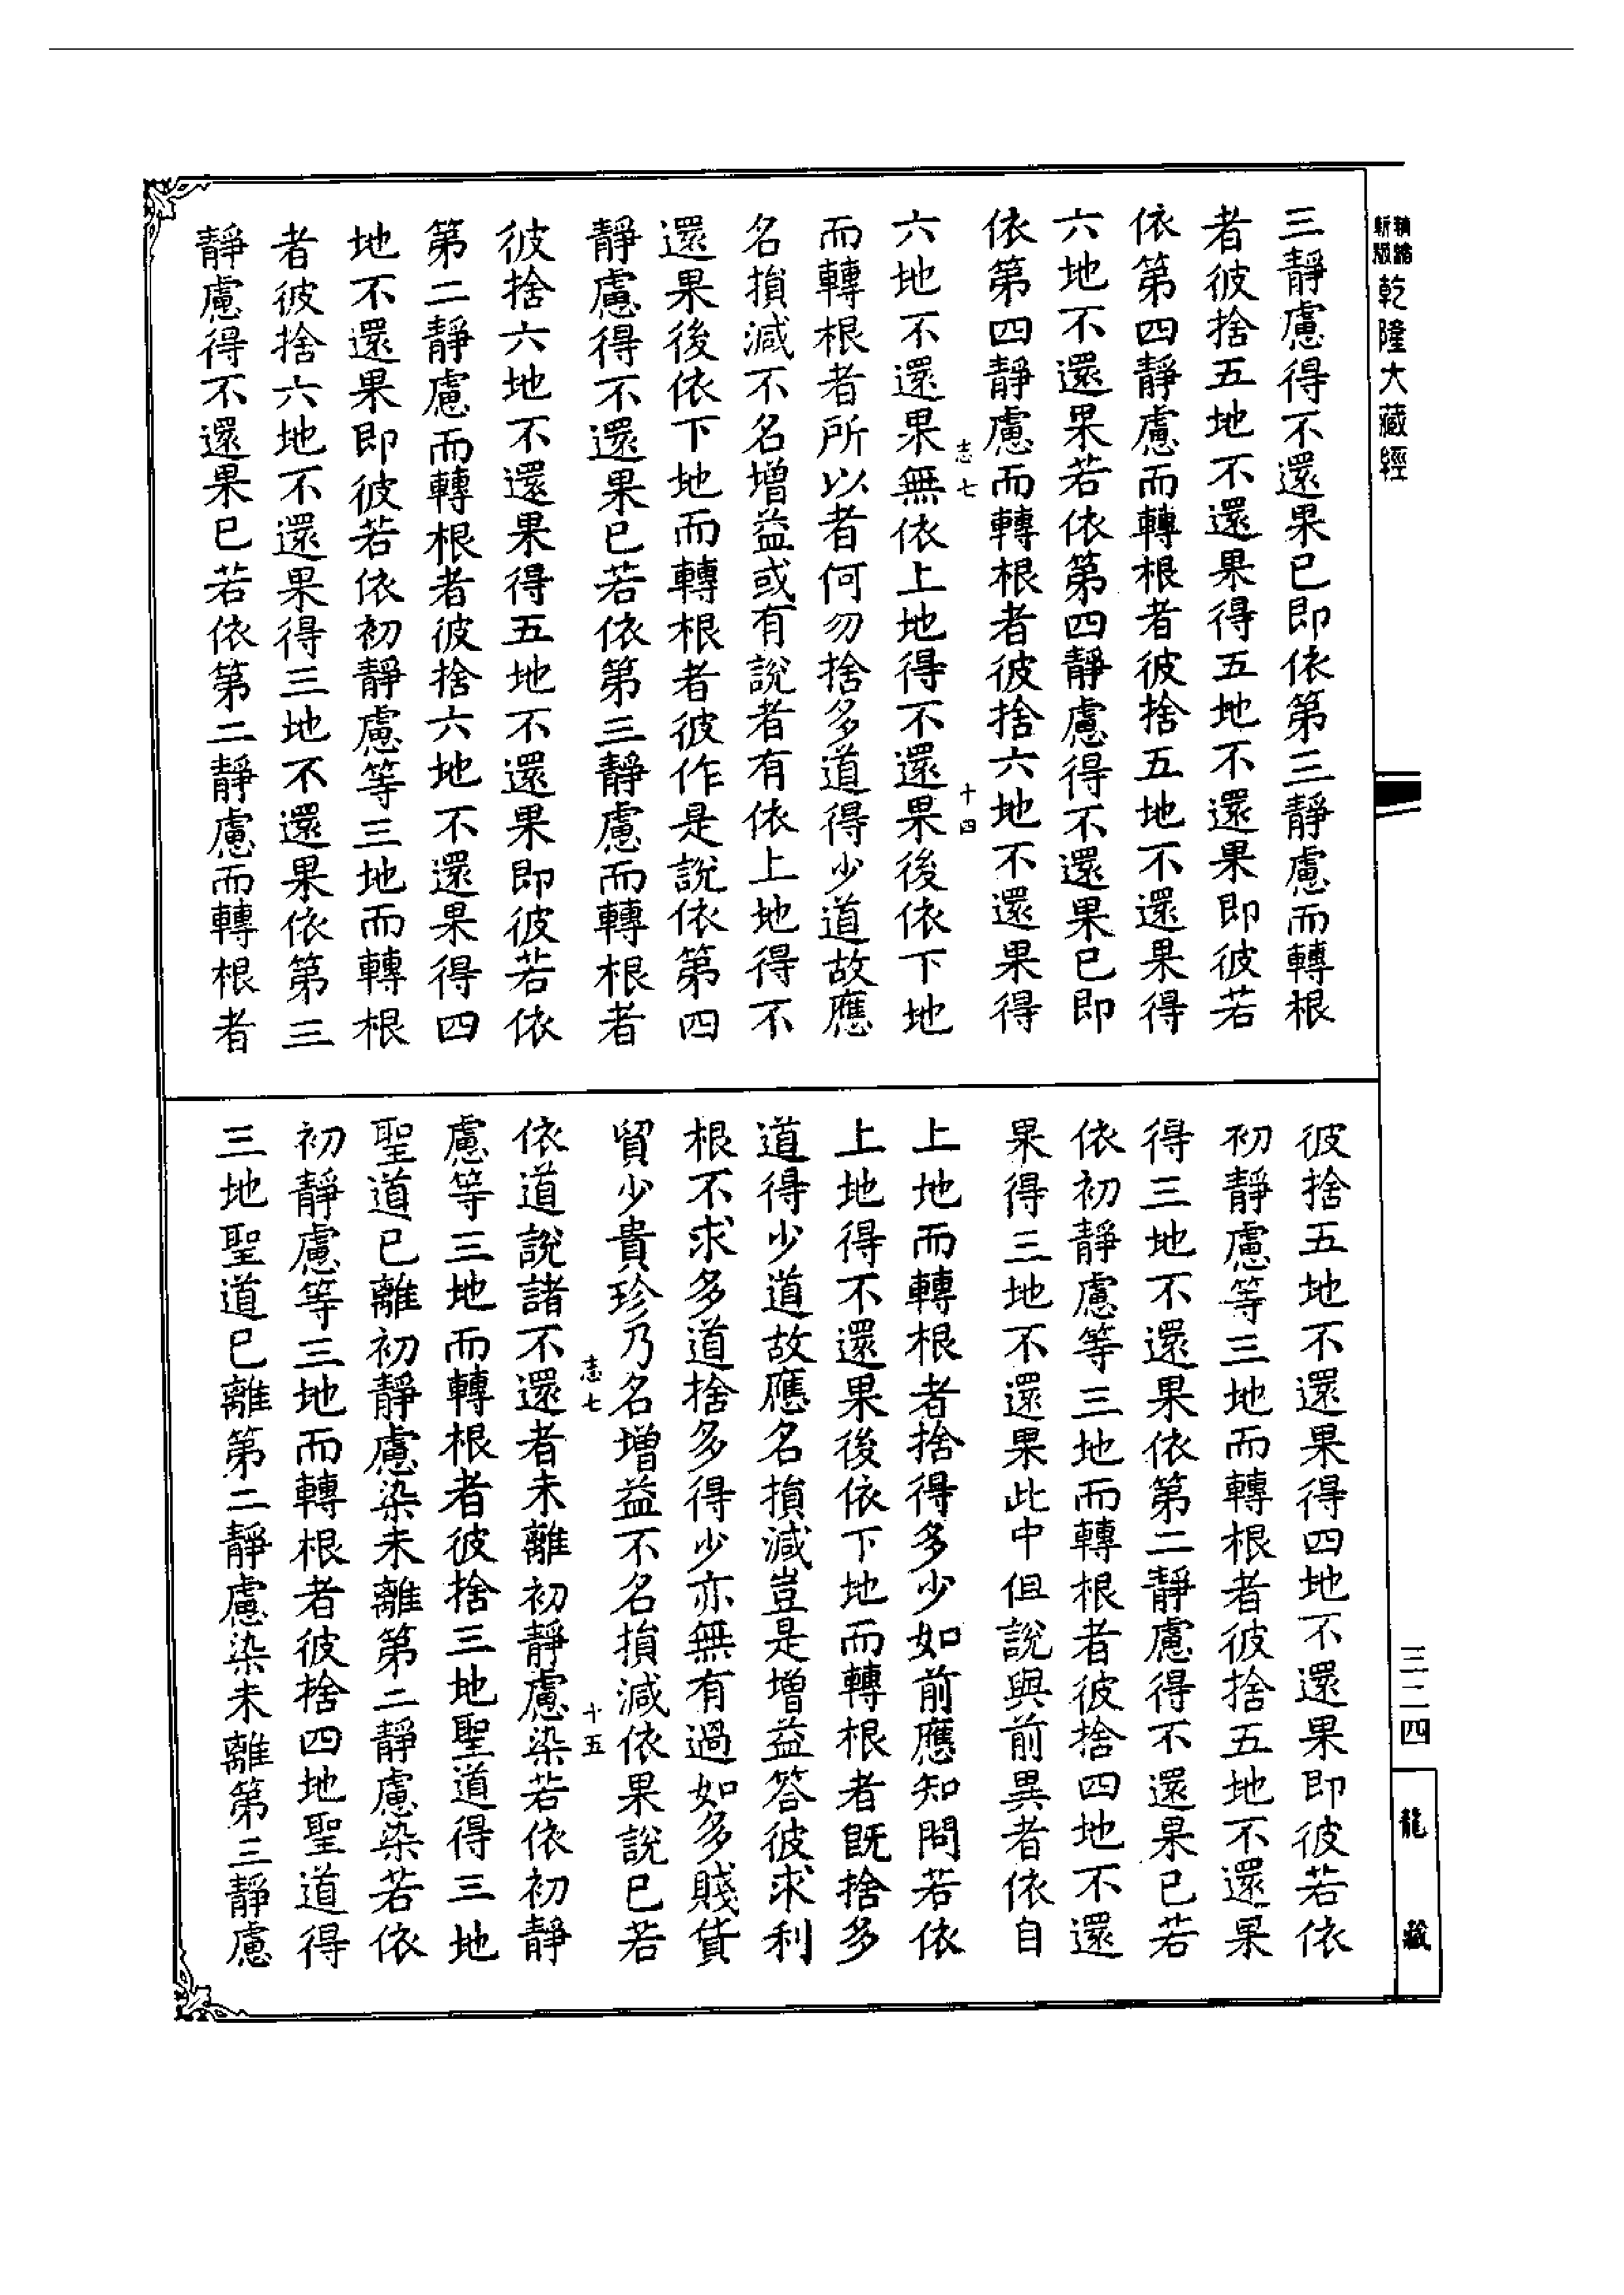 精縮新版
乾隆大藏經
三靜慮得不還果已即依第三靜慮而轉根
者彼捨五地不還果得五地不還果即彼若
依第四靜慮而轉根者彼捨五地不還果得
六地不還果若依第四靜慮得不還果已即
依第四靜慮而轉根者彼捨六地不還果得
志七
十四
六地不還果無依上地得不還果後依下地
而轉根者所以者何勿捨多道得少道故應
名損減不名增益或有說者有依上地得不
還果後依下地而轉根者彼作是說依第四
靜慮得不還果已若依第三靜慮而轉根者
彼捨六地不還果得五地不還果即彼若依
第二靜慮而轉根者彼捨六地不還果得四
地不還果即彼若依初靜慮等三地而轉根
者彼捨六地不還果得三地不還果依第三
靜慮得不還果已若依第二靜慮而轉根者
彼捨五地不還果得四地不還果即彼若依
初靜慮等三地而轉根者彼捨五地不還果
得三地不還果依第二靜慮得不還果已若
依初靜慮等三地而轉根者彼捨四地不還
果得三地不還果此中但說與前異者依自
上地而轉根者捨得多少如前應知問若依
上地得不還果後依下地而轉根者既捨多
道得少道故應名損減豈是增益答彼求利
根不求多道捨多得少亦無有過如多賤貨
貿少貴珍乃名增益不名損減依果說已若
志七
十五
依道說諸不還者未離初靜慮染若依初靜
慮等三地而轉根者彼捨三地聖道得三地
聖道已離初靜慮染未離第二靜慮染若依
初靜慮等三地而轉根者彼捨四地聖道得
三地聖道已離第二靜慮染未離第三靜慮
三二四
龍藏